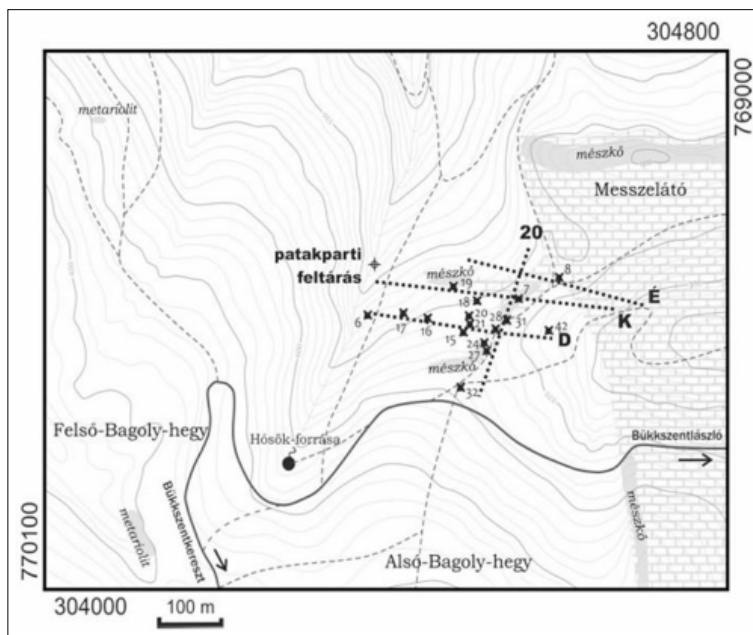 304800
769000
metariolit
mészkő
Messzelátó
20
patakparti
feltárás
mészkő
19
8
É
18
7
K
6
17
16
20
21
28
31
42
15
D
24
27
mészkő
32
Felső-Bagoly-hegy
Hősök-forrása
Bükkszentlászló
Bükkszentkereszt
metariolit
mészkő
Alsó-Bagoly-hegy
770100
304000
100 m